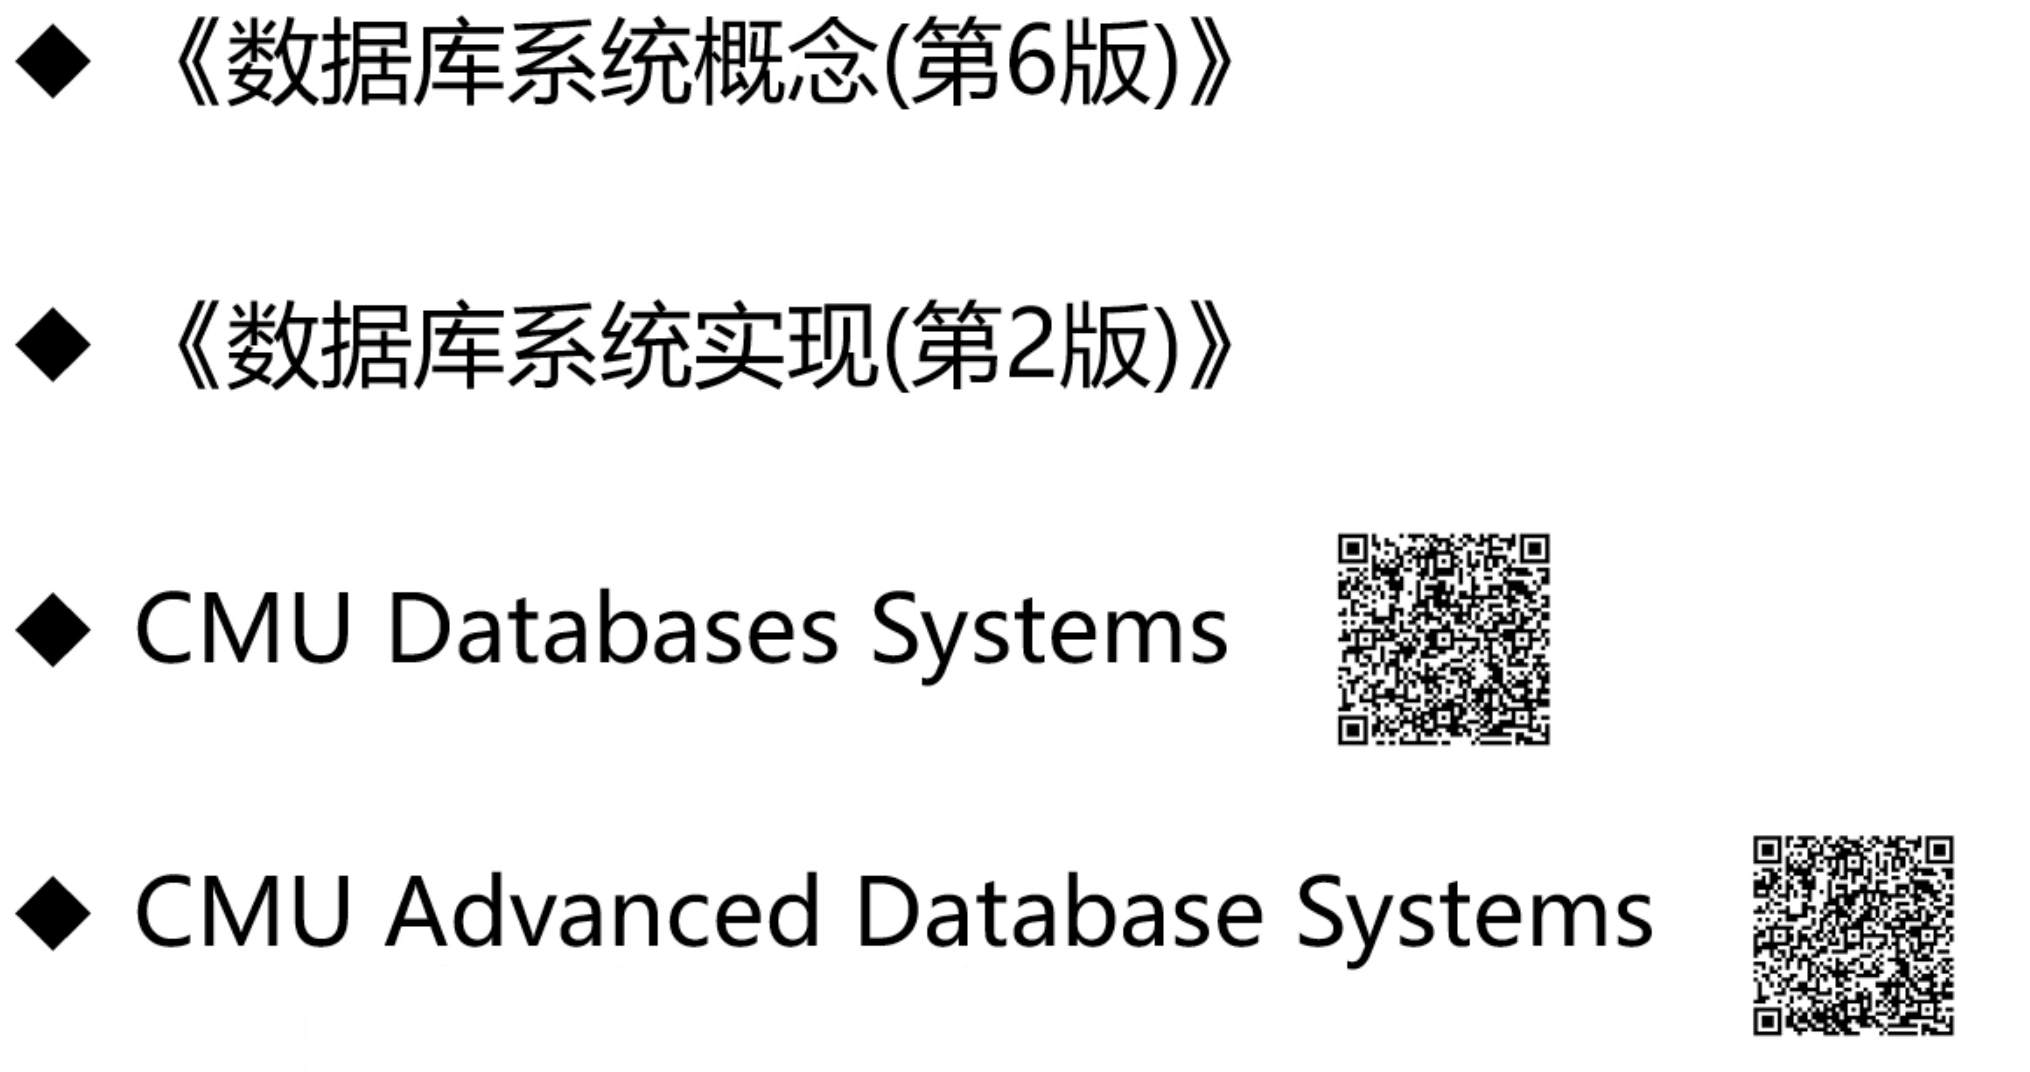 ◆ 《数据库系统概念(第6版)》
◆ 《数据库系统实现(第2版)》
◆ CMU Databases Systems
◆ CMU Advanced Database Systems